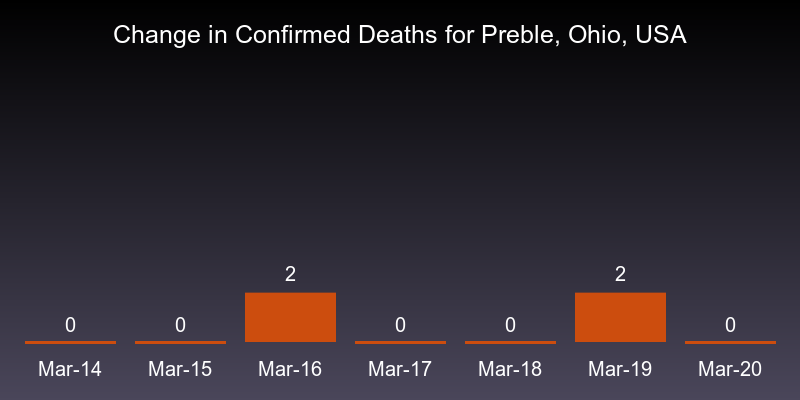 Change in Confirmed Deaths for Preble, Ohio, USA
0 0 2 0 0 2 0
Mar-14 Mar-15 Mar-16 Mar-17 Mar-18 Mar-19 Mar-20